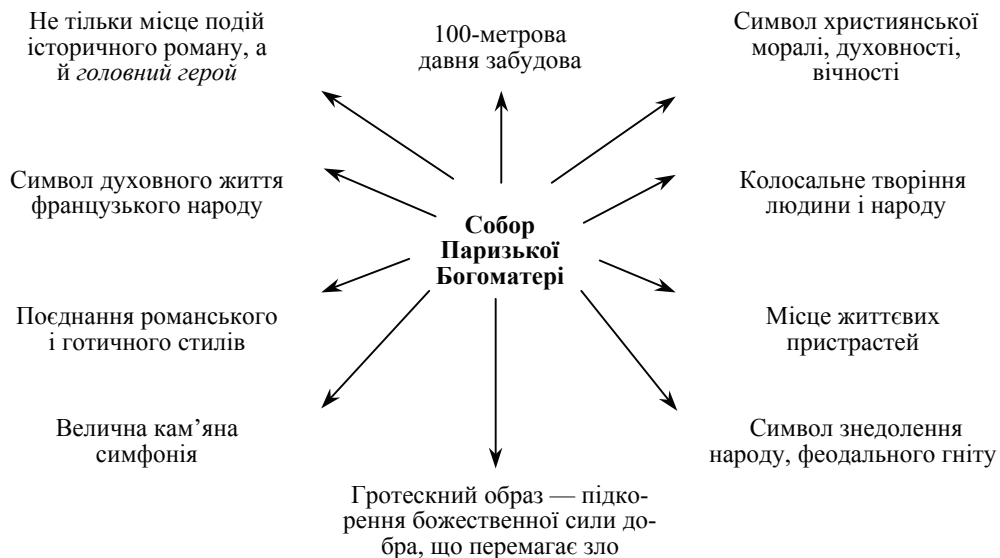 Не тільки місце подій
історичного роману, а
й головний герой
100-метрова
давня забудова
Символ християнської
моралі, духовності,
вічності
Символ духовного життя
французького народу
Колосальне творіння
людини і народу
Собор
Паризької
Богоматері
Поєднання романського
і готичного стилів
Місце життєвих
пристрастей
Велична кам’яна
симфонія
Символ знедолення
народу, феодального гніту
Гротескний образ — підко-
рення божественної сили до-
бра, що перемагає зло